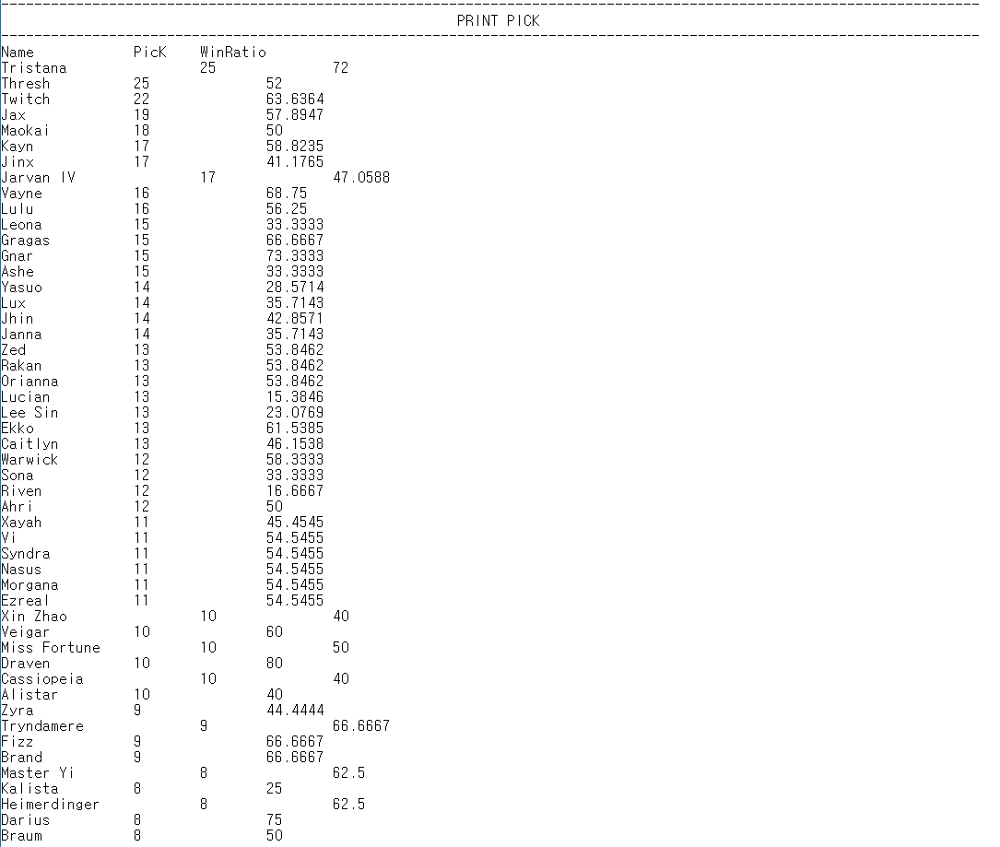 PRINT PICK
Name PicK WinRatio
Tristana 25 72
Thresh 25 52
Twitch 22 63.6364
Jax 19 57.8947
Maokai 18 50
Kayn 17 58.8235
Jinx 17 41.1765
Jarvan IV 17 47.0588
Vayne 16 68.75
Lulu 16 56.25
Leona 15 33.3333
Gragas 15 66.6667
Gnar 15 73.3333
Ashe 15 33.3333
Yasuo 14 28.5714
Lux 14 35.7143
Jhin 14 42.8571
Janna 14 35.7143
Zed 13 53.8462
Rakan 13 53.8462
Orianna 13 53.8462
Lucian 13 15.3846
Lee Sin 13 23.0769
Ekko 13 61.5385
Caitlyn 13 46.1538
Warwick 12 58.3333
Sona 12 33.3333
Riven 12 16.6667
Ahri 12 50
Xayah 11 45.4545
Vi 11 54.5455
Syndra 11 54.5455
Nasus 11 54.5455
Morgana 11 54.5455
Ezreal 11 54.5455
Xin Zhao 10 40
Veigar 10 60
Miss Fortune 10 50
Draven 10 80
Cassiopeia 10 40
Alistar 10 40
Zyra 9 44.4444
Tryndamere 9 66.6667
Fizz 9 66.6667
Brand 9 66.6667
Master Yi 8 62.5
Kalista 8 25
Heimerdinger 8 62.5
Darius 8 75
Braum 8 50